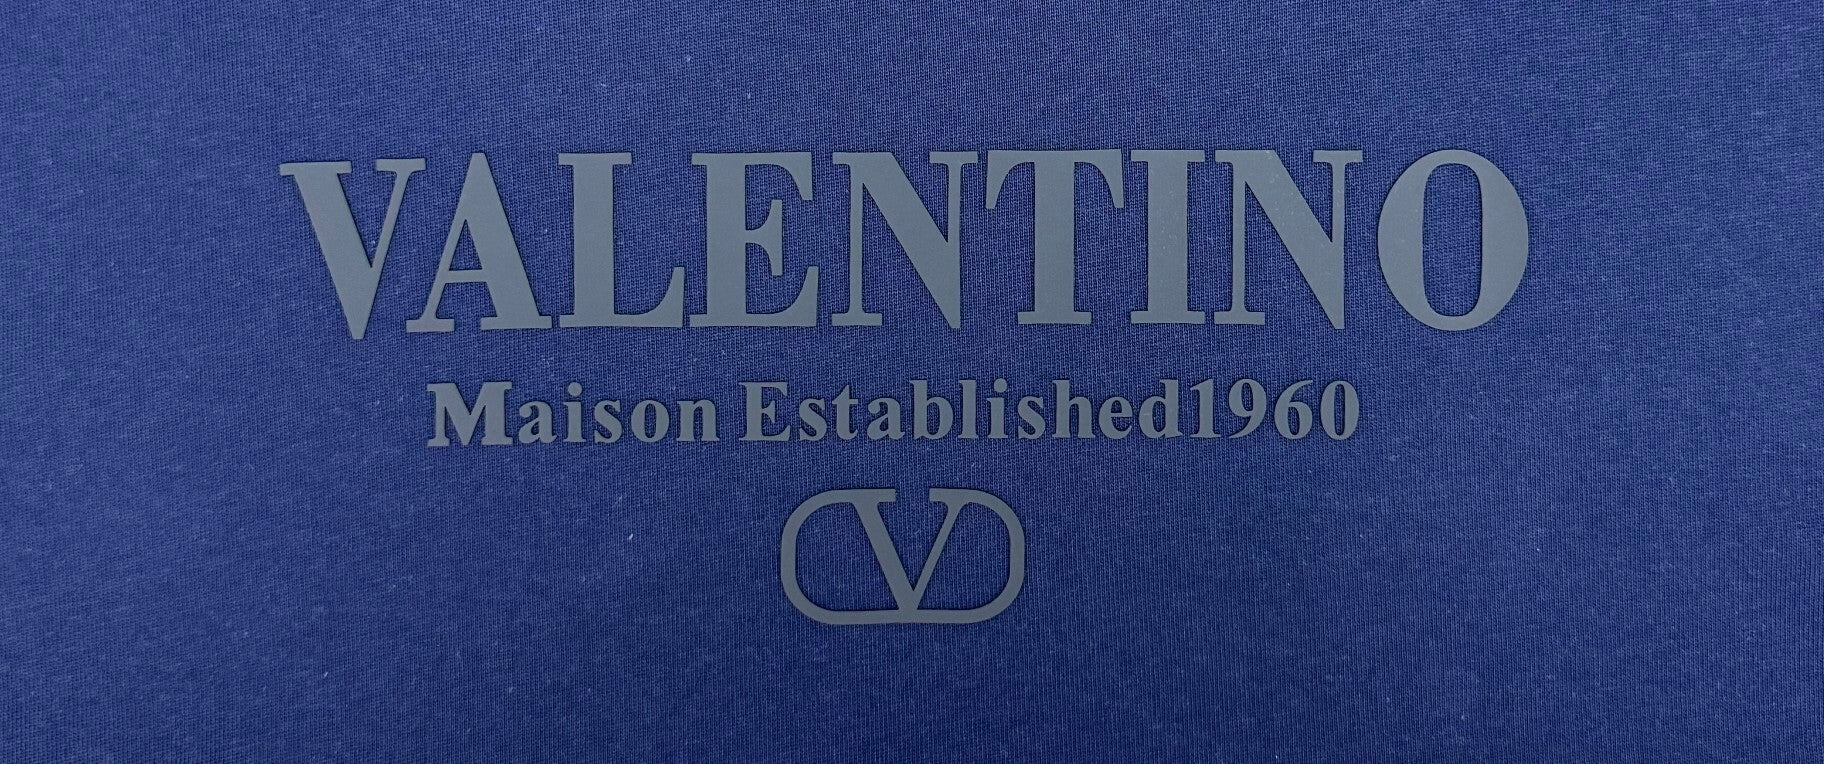 VALENTINO
Maison Established1960
V